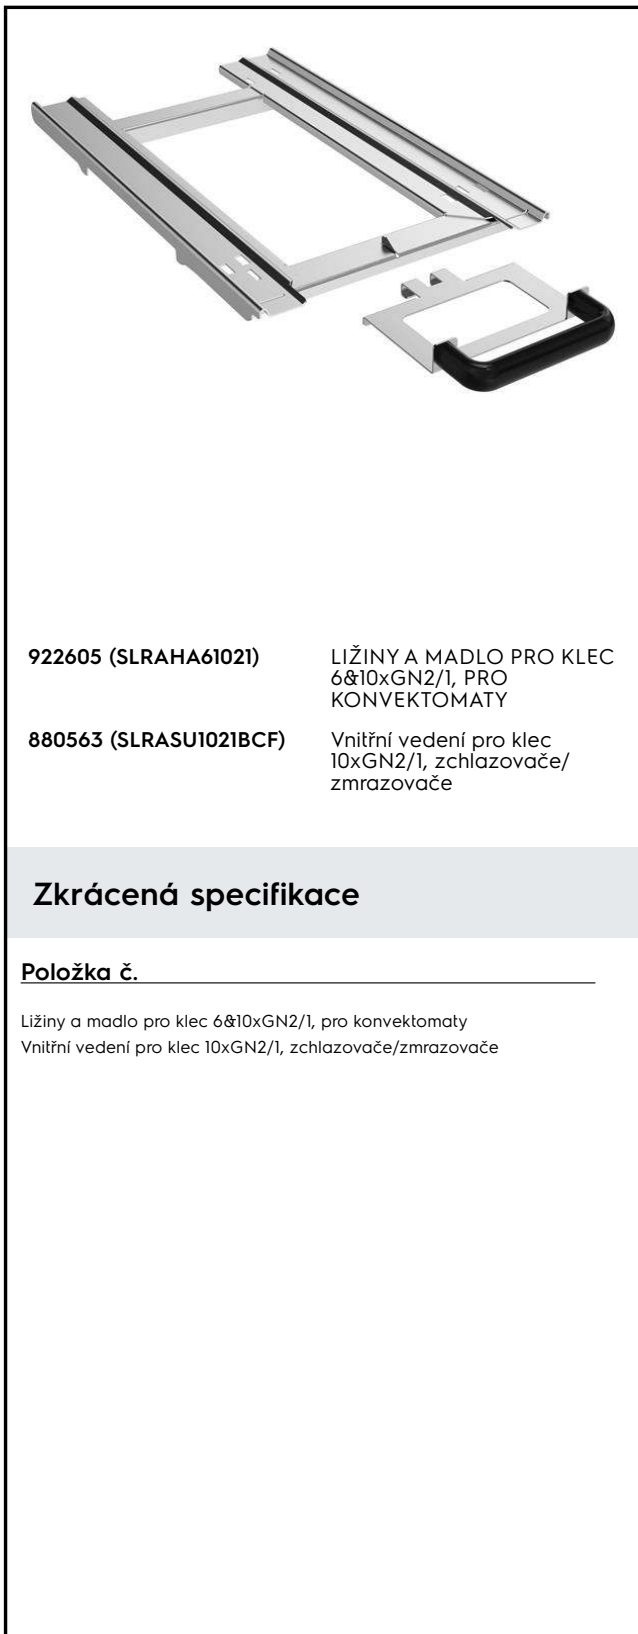 922605 (SLRAHA61021)
LIŽINY A MADLO PRO KLEC
6&10xGN2/1, PRO
KONVEKTOMATY
880563 (SLRASU1021BCF)
Vnitřní vedení pro klec
10xGN2/1, zchlazovače/
zmrazovače
Zkrácená specifikace
Položka č.
Ližiny a madlo pro klec 6&10xGN2/1, pro konvektomaty
Vnitřní vedení pro klec 10xGN2/1, zchlazovače/zmrazovače